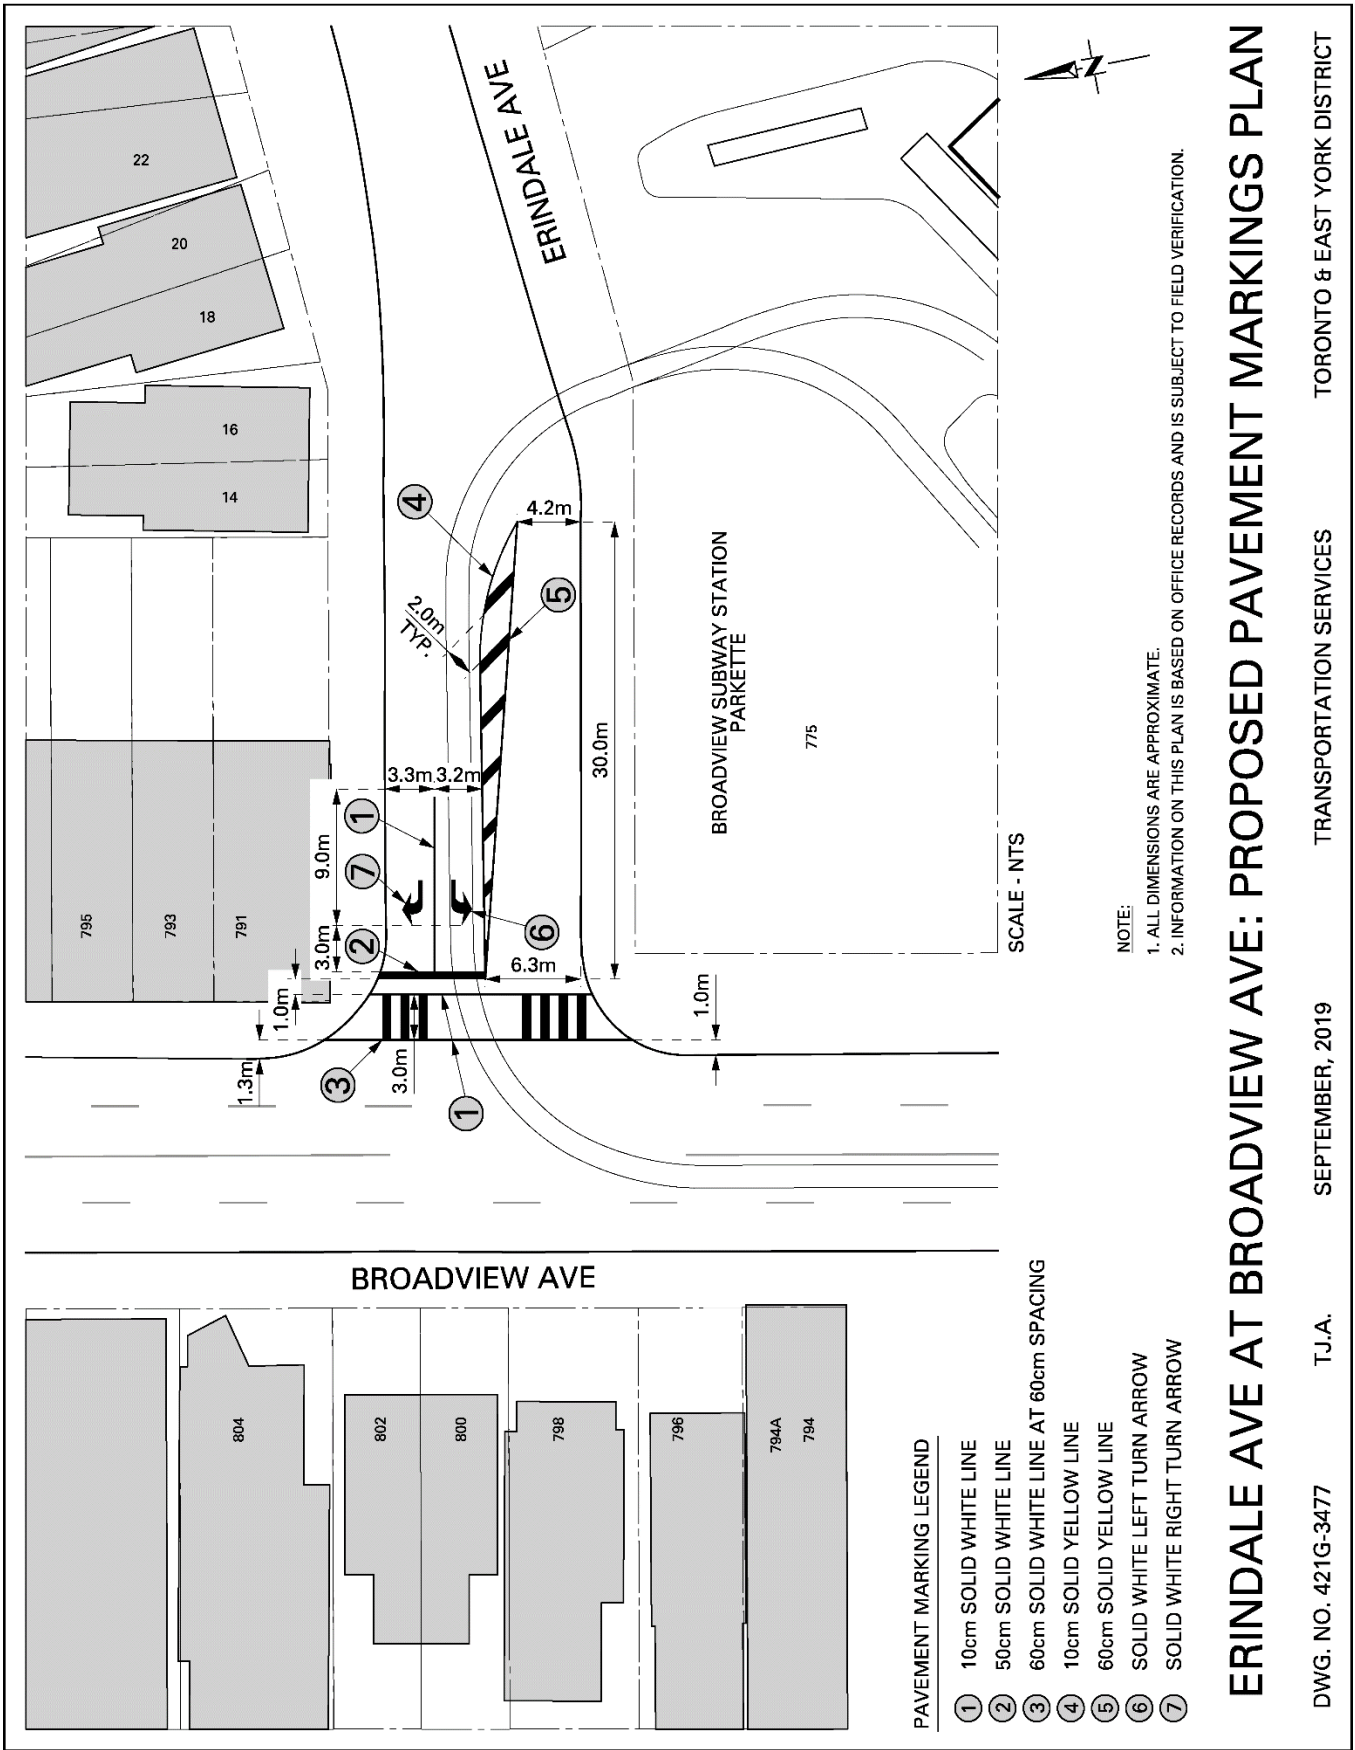 22
20
18
16
14
795
793
791
ERINDALE AVE
4
4.2m
5
2.0m
TYP.
30.0m
3.3m
3.2m
1
9.0m
7
6
2
3.0m
6.3m
1.0m
1.0m
1.3m
3
3.0m
1
BROADVIEW SUBWAY STATION
PARKETTE
775
BROADVIEW AVE
804
802
800
798
796
794A
794
SCALE - NTS
NOTE:
1. ALL DIMENSIONS ARE APPROXIMATE.
2. INFORMATION ON THIS PLAN IS BASED ON OFFICE RECORDS AND IS SUBJECT TO FIELD VERIFICATION.
N
PAVEMENT MARKING LEGEND
1 10cm SOLID WHITE LINE
2 50cm SOLID WHITE LINE
3 60cm SOLID WHITE LINE AT 60cm SPACING
4 10cm SOLID YELLOW LINE
5 60cm SOLID YELLOW LINE
6 SOLID WHITE LEFT TURN ARROW
7 SOLID WHITE RIGHT TURN ARROW
ERINDALE AVE AT BROADVIEW AVE: PROPOSED PAVEMENT MARKINGS PLAN
DWG. NO. 421G-3477 T.J.A. SEPTEMBER, 2019 TRANSPORTATION SERVICES TORONTO & EAST YORK DISTRICT